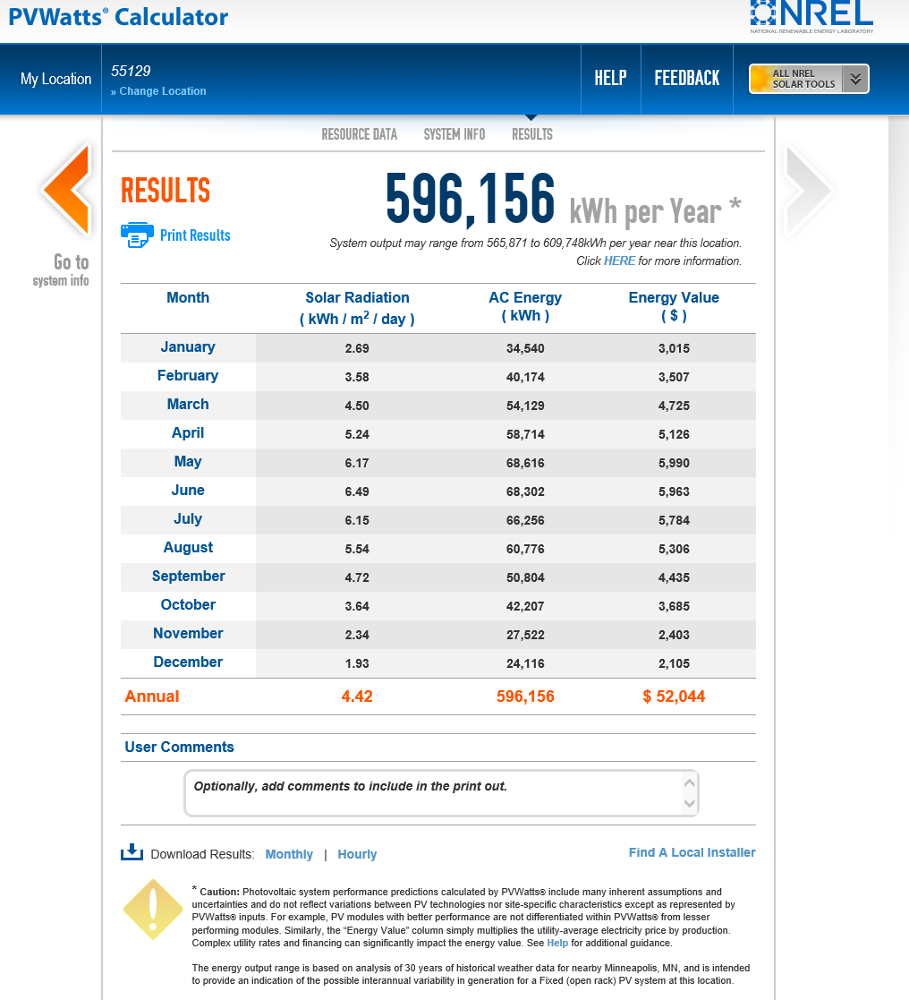 PVWatts® Calculator
NREL
NATIONAL RENEWABLE ENERGY LABORATORY
My Location
55129
» Change Location
HELP
FEEDBACK
ALL NREL
SOLAR TOOLS
RESOURCE DATA SYSTEM INFO RESULTS
Go to
system info
RESULTS
Print Results
596,156 kWh per Year *
System output may range from 565,871 to 609,748kWh per year near this location.
Click HERE for more information.
Month Solar Radiation AC Energy Energy Value
( kWh / m2 / day ) ( kWh ) ( $ )
January 2.69 34,540 3,015
February 3.58 40,174 3,507
March 4.50 54,129 4,725
April 5.24 58,714 5,126
May 6.17 68,616 5,990
June 6.49 68,302 5,963
July 6.15 66,256 5,784
August 5.54 60,776 5,306
September 4.72 50,804 4,435
October 3.64 42,207 3,685
November 2.34 27,522 2,403
December 1.93 24,116 2,105
Annual 4.42 596,156 $ 52,044
User Comments
Optionally, add comments to include in the print out.
Download Results: Monthly | Hourly
Find A Local Installer
* Caution: Photovoltaic system performance predictions calculated by PVWatts® include many inherent assumptions and
uncertainties and do not reflect variations between PV technologies nor site-specific characteristics except as represented by
PVWatts® inputs. For example, PV modules with better performance are not differentiated within PVWatts® from lesser
performing modules. Similarly, the “Energy Value” column simply multiplies the utility-average electricity price by production.
Complex utility rates and financing can significantly impact the energy value. See Help for additional guidance.
The energy output range is based on analysis of 30 years of historical weather data for nearby Minneapolis, MN, and is intended
to provide an indication of the possible interannual variability in generation for a Fixed (open rack) PV system at this location.